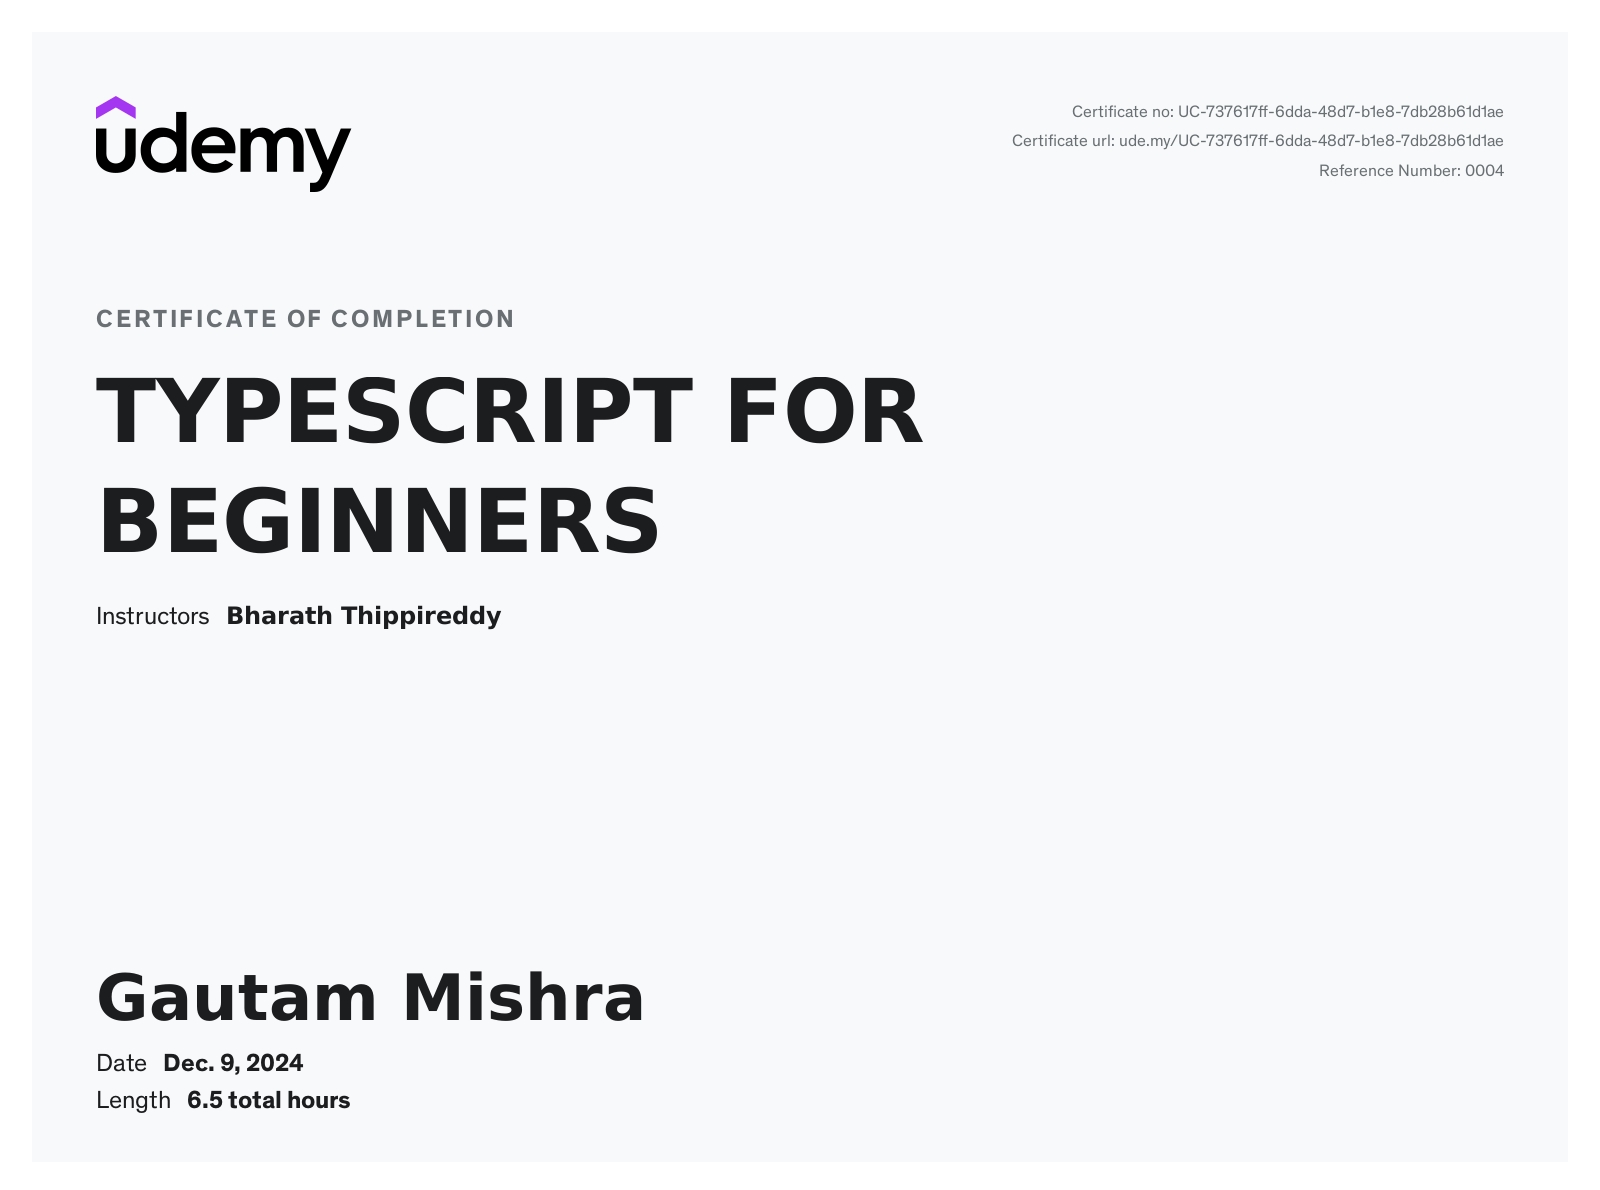 udemy
Certificate no: UC-737617ff-6dda-48d7-b1e8-7db28b61d1ae
Certificate url: ude.my/UC-737617ff-6dda-48d7-b1e8-7db28b61d1ae
Reference Number: 0004
CERTIFICATE OF COMPLETION
TYPESCRIPT FOR
BEGINNERS
Instructors Bharath Thippireddy
Gautam Mishra
Date Dec. 9, 2024
Length 6.5 total hours